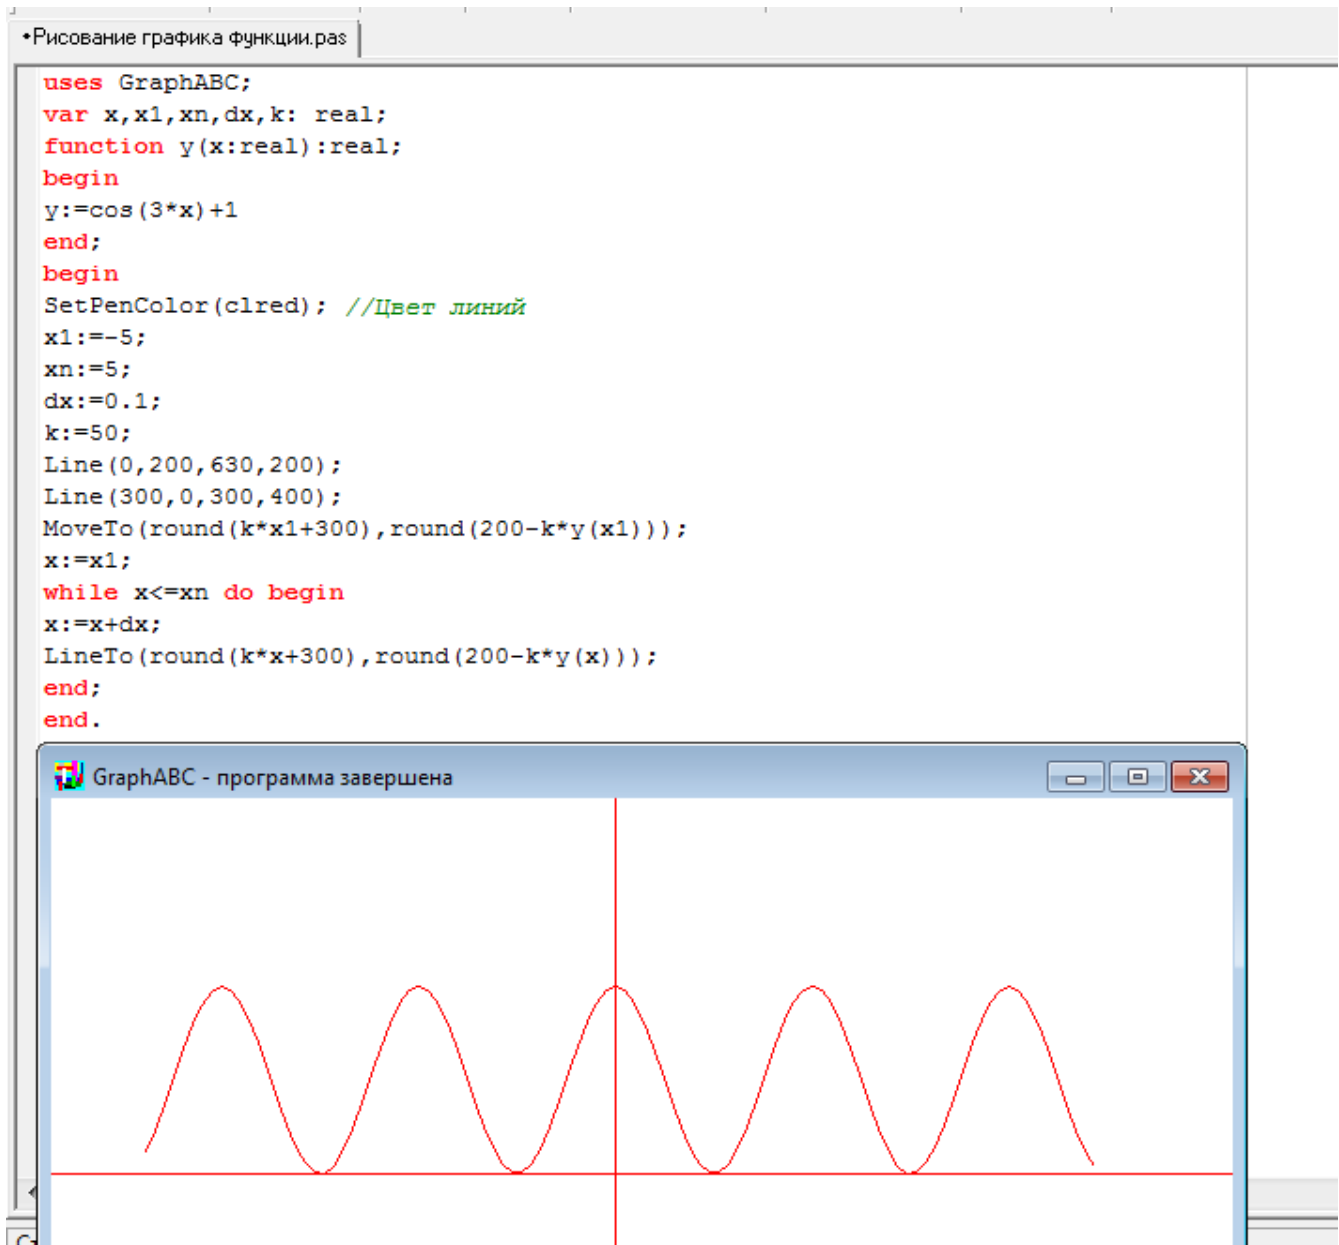 •Рисование графика функции.pas
uses GraphABC;
var x,x1,xn,dx,k: real;
function y(x:real):real;
begin
y:=cos(3*x)+1
end;
begin
SetPenColor(clred); //Цвет линий
x1:=-5;
xn:=5;
dx:=0.1;
k:=50;
Line(0,200,630,200);
Line(300,0,300,400);
MoveTo(round(k*x1+300),round(200-k*y(x1)));
x:=x1;
while x<=xn do begin
x:=x+dx;
LineTo(round(k*x+300),round(200-k*y(x)));
end;
end.
GraphABC - программа завершена